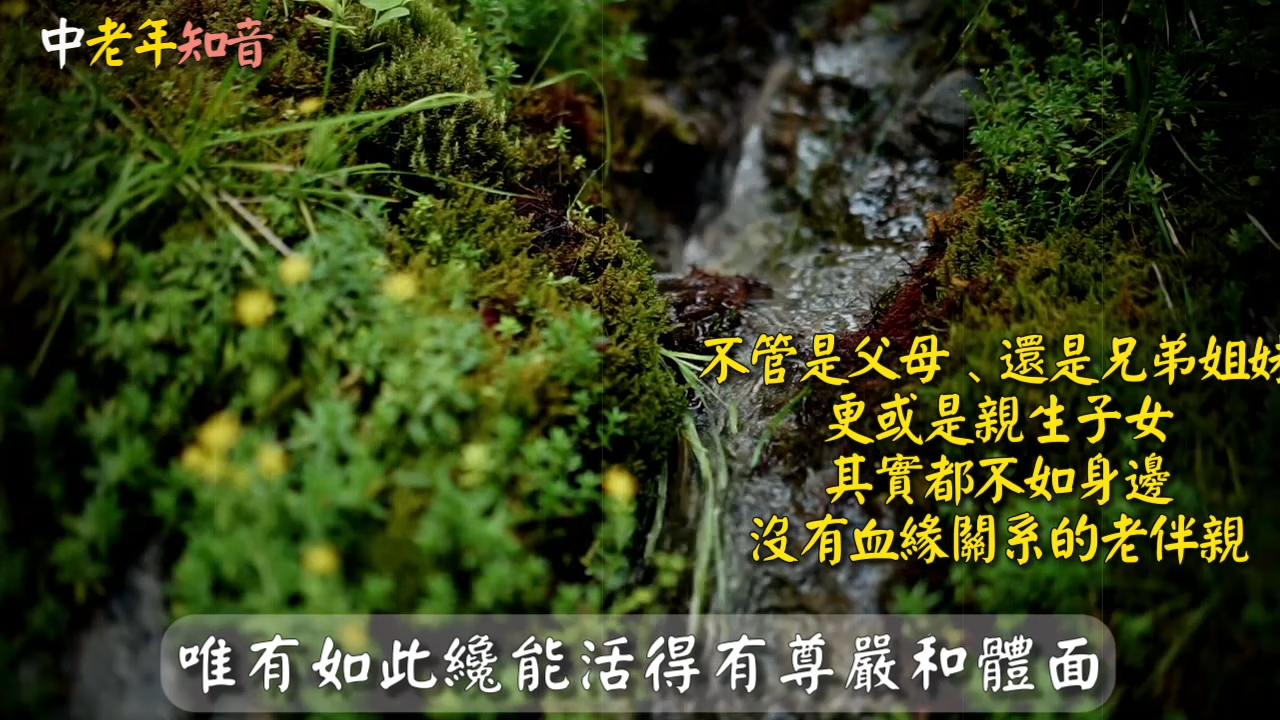 中老年知音
不管是父母、還是兄弟姐妹
更或是親生子女
其實都不如身邊
沒有血緣關系的老伴親
唯有如此纔能活得有尊嚴和體面